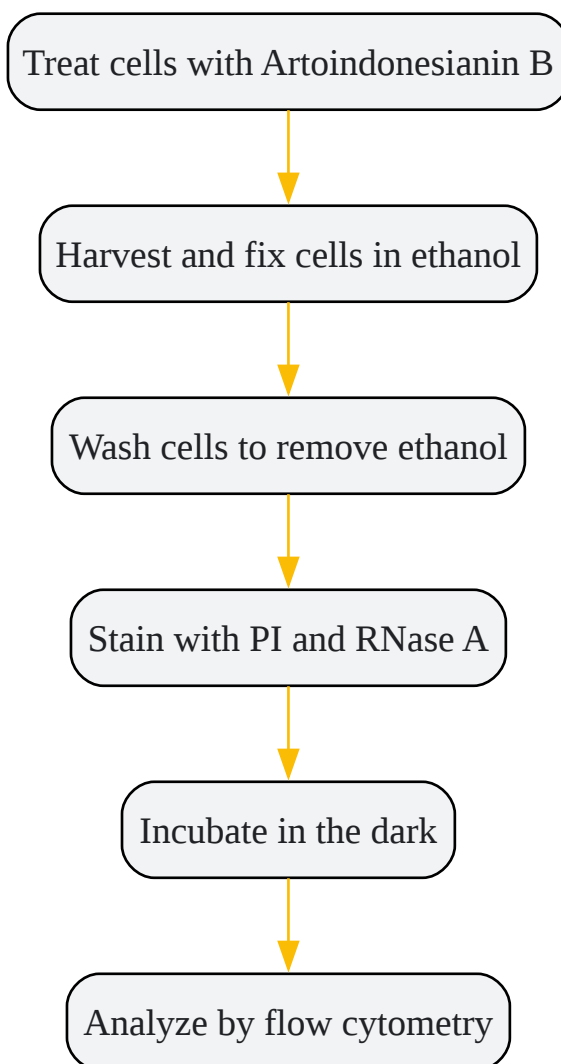 Treat cells with Artoindonesianin B
Harvest and fix cells in ethanol
Wash cells to remove ethanol
Stain with PI and RNase A
Incubate in the dark
Analyze by flow cytometry